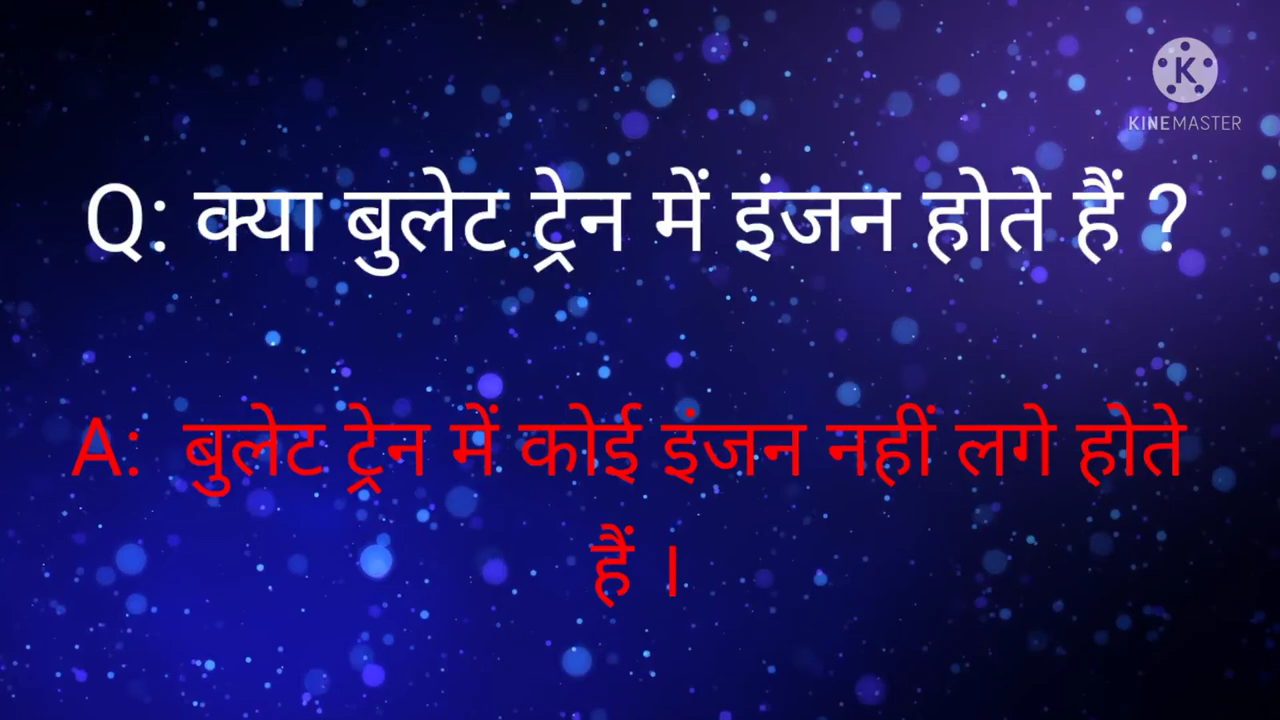 KINEMASTER
Q: क्या बुलेट ट्रेन में इंजन होते हैं ?
A: बुलेट ट्रेन में कोई इंजन नहीं लगे होते
हैं ।